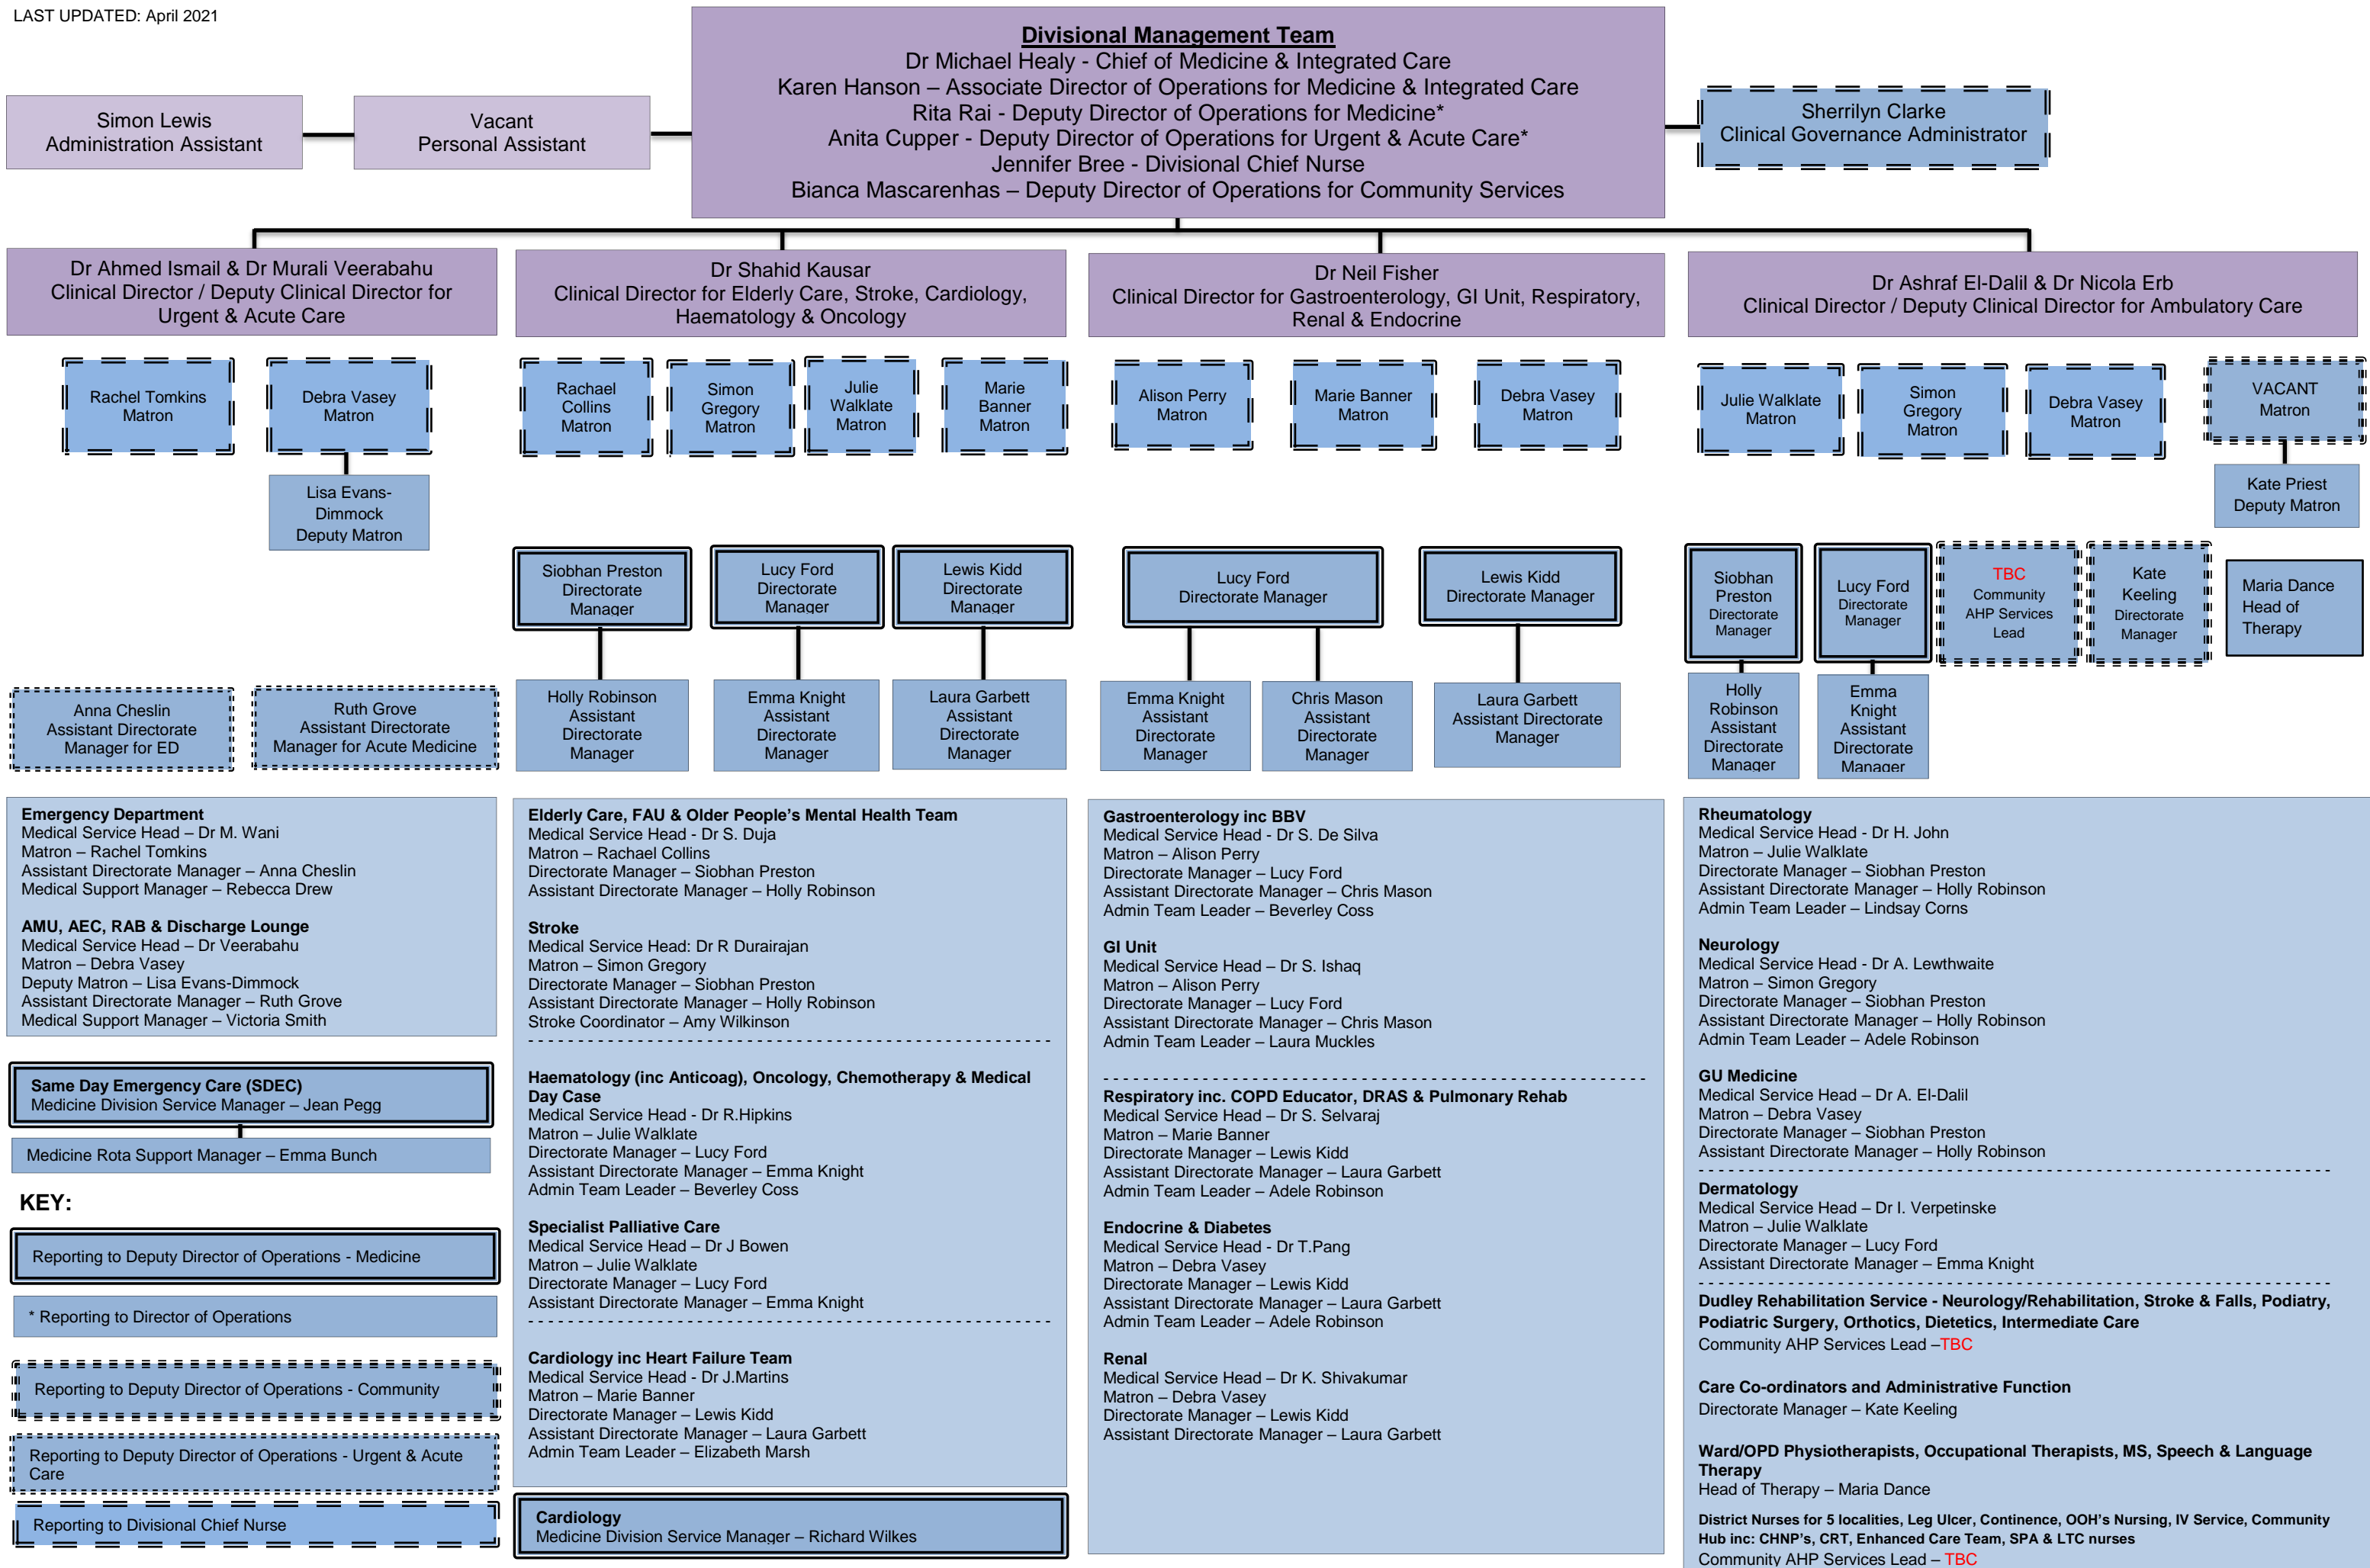 LAST UPDATED: April 2021
Divisional Management Team
Dr Michael Healy - Chief of Medicine & Integrated Care
Karen Hanson – Associate Director of Operations for Medicine & Integrated Care
Rita Rai - Deputy Director of Operations for Medicine*
Anita Cupper - Deputy Director of Operations for Urgent & Acute Care*
Jennifer Bree - Divisional Chief Nurse
Bianca Mascarenhas – Deputy Director of Operations for Community Services
Simon Lewis
Administration Assistant
Vacant
Personal Assistant
Sherrilyn Clarke
Clinical Governance Administrator
Dr Ahmed Ismail & Dr Murali Veerabahu
Clinical Director / Deputy Clinical Director for
Urgent & Acute Care
Dr Shahid Kausar
Clinical Director for Elderly Care, Stroke, Cardiology,
Haematology & Oncology
Dr Neil Fisher
Clinical Director for Gastroenterology, GI Unit, Respiratory,
Renal & Endocrine
Dr Ashraf El-Dalil & Dr Nicola Erb
Clinical Director / Deputy Clinical Director for Ambulatory Care
Rachel Tomkins
Matron
Debra Vasey
Matron
Rachael
Collins
Matron
Simon
Gregory
Matron
Julie
Walklate
Matron
Marie
Banner
Matron
Alison Perry
Matron
Marie Banner
Matron
Debra Vasey
Matron
Julie Walklate
Matron
Simon
Gregory
Matron
Debra Vasey
Matron
VACANT
Matron
Lisa Evans-
Dimmock
Deputy Matron
Kate Priest
Deputy Matron
Siobhan Preston
Directorate
Manager
Lucy Ford
Directorate
Manager
Lewis Kidd
Directorate
Manager
Lucy Ford
Directorate Manager
Lewis Kidd
Directorate Manager
Siobhan
Preston
Directorate
Manager
Lucy Ford
Directorate
Manager
TBC
Community
AHP Services
Lead
Kate
Keeling
Directorate
Manager
Maria Dance
Head of
Therapy
Anna Cheslin
Assistant Directorate
Manager for ED
Ruth Grove
Assistant Directorate
Manager for Acute Medicine
Holly Robinson
Assistant
Directorate
Manager
Emma Knight
Assistant
Directorate
Manager
Laura Garbett
Assistant
Directorate
Manager
Emma Knight
Assistant
Directorate
Manager
Chris Mason
Assistant
Directorate
Manager
Laura Garbett
Assistant Directorate
Manager
Holly
Robinson
Assistant
Directorate
Manager
Emma
Knight
Assistant
Directorate
Manager
Emergency Department
Medical Service Head – Dr M. Wani
Matron – Rachel Tomkins
Assistant Directorate Manager – Anna Cheslin
Medical Support Manager – Rebecca Drew
AMU, AEC, RAB & Discharge Lounge
Medical Service Head – Dr Veerabahu
Matron – Debra Vasey
Deputy Matron – Lisa Evans-Dimmock
Assistant Directorate Manager – Ruth Grove
Medical Support Manager – Victoria Smith
Same Day Emergency Care (SDEC)
Medicine Division Service Manager – Jean Pegg
Medicine Rota Support Manager – Emma Bunch
KEY:
Reporting to Deputy Director of Operations - Medicine
* Reporting to Director of Operations
Reporting to Deputy Director of Operations - Community
Reporting to Deputy Director of Operations - Urgent & Acute
Care
Reporting to Divisional Chief Nurse
Elderly Care, FAU & Older People's Mental Health Team
Medical Service Head - Dr S. Duja
Matron – Rachael Collins
Directorate Manager – Siobhan Preston
Assistant Directorate Manager – Holly Robinson
Stroke
Medical Service Head: Dr R Durairajan
Matron – Simon Gregory
Directorate Manager – Siobhan Preston
Assistant Directorate Manager – Holly Robinson
Stroke Coordinator – Amy Wilkinson
Haematology (inc Anticoag), Oncology, Chemotherapy & Medical
Day Case
Medical Service Head - Dr R.Hipkins
Matron – Julie Walklate
Directorate Manager – Lucy Ford
Assistant Directorate Manager – Emma Knight
Admin Team Leader – Beverley Coss
Specialist Palliative Care
Medical Service Head – Dr J Bowen
Matron – Julie Walklate
Directorate Manager – Lucy Ford
Assistant Directorate Manager – Emma Knight
Cardiology inc Heart Failure Team
Medical Service Head - Dr J.Martins
Matron – Marie Banner
Directorate Manager – Lewis Kidd
Assistant Directorate Manager – Laura Garbett
Admin Team Leader – Elizabeth Marsh
Cardiology
Medicine Division Service Manager – Richard Wilkes
Gastroenterology inc BBV
Medical Service Head - Dr S. De Silva
Matron – Alison Perry
Directorate Manager – Lucy Ford
Assistant Directorate Manager – Chris Mason
Admin Team Leader – Beverley Coss
GI Unit
Medical Service Head – Dr S. Ishaq
Matron – Alison Perry
Directorate Manager – Lucy Ford
Assistant Directorate Manager – Chris Mason
Admin Team Leader – Laura Muckles
Respiratory inc. COPD Educator, DRAS & Pulmonary Rehab
Medical Service Head – Dr S. Selvaraj
Matron – Marie Banner
Directorate Manager – Lewis Kidd
Assistant Directorate Manager – Laura Garbett
Admin Team Leader – Adele Robinson
Endocrine & Diabetes
Medical Service Head - Dr T.Pang
Matron – Debra Vasey
Directorate Manager – Lewis Kidd
Assistant Directorate Manager – Laura Garbett
Admin Team Leader – Adele Robinson
Renal
Medical Service Head – Dr K. Shivakumar
Matron – Debra Vasey
Directorate Manager – Lewis Kidd
Assistant Directorate Manager – Laura Garbett
Rheumatology
Medical Service Head - Dr H. John
Matron – Julie Walklate
Directorate Manager – Siobhan Preston
Assistant Directorate Manager – Holly Robinson
Admin Team Leader – Lindsay Corns
Neurology
Medical Service Head - Dr A. Lewthwaite
Matron – Simon Gregory
Directorate Manager – Siobhan Preston
Assistant Directorate Manager – Holly Robinson
Admin Team Leader – Adele Robinson
GU Medicine
Medical Service Head – Dr A. El-Dalil
Matron – Debra Vasey
Directorate Manager – Siobhan Preston
Assistant Directorate Manager – Holly Robinson
Dermatology
Medical Service Head – Dr I. Verpetinske
Matron – Julie Walklate
Directorate Manager – Lucy Ford
Assistant Directorate Manager – Emma Knight
Dudley Rehabilitation Service - Neurology/Rehabilitation, Stroke & Falls, Podiatry,
Podiatric Surgery, Orthotics, Dietetics, Intermediate Care
Community AHP Services Lead –TBC
Care Co-ordinators and Administrative Function
Directorate Manager – Kate Keeling
Ward/OPD Physiotherapists, Occupational Therapists, MS, Speech & Language
Therapy
Head of Therapy – Maria Dance
District Nurses for 5 localities, Leg Ulcer, Continence, OOH's Nursing, IV Service, Community
Hub inc: CHNP's, CRT, Enhanced Care Team, SPA & LTC nurses
Community AHP Services Lead – TBC